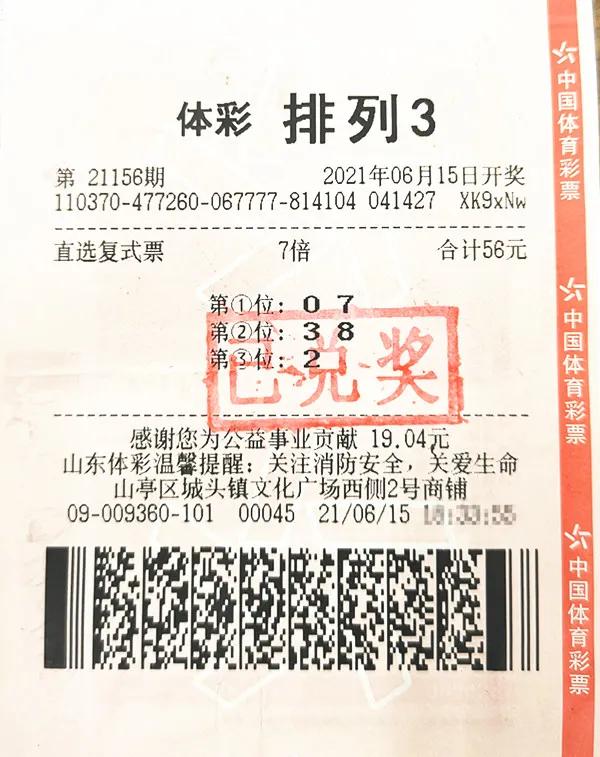 体彩 排列3
第 21156期 2021年06月15日开奖
110370-477260-067777-814104 041427 XK9xNw
直选复式票 7倍 合计56元
第①位: 0 7
第②位: 3 8
第③位: 2
已兑奖
感谢您为公益事业贡献 19.04元
山东体彩温馨提醒：关注消防安全，关爱生命
山亭区城头镇文化广场西侧2号商铺
09-009360-101 00045 21/06/15
中国体育彩票
中国体育彩票
中国体育彩票